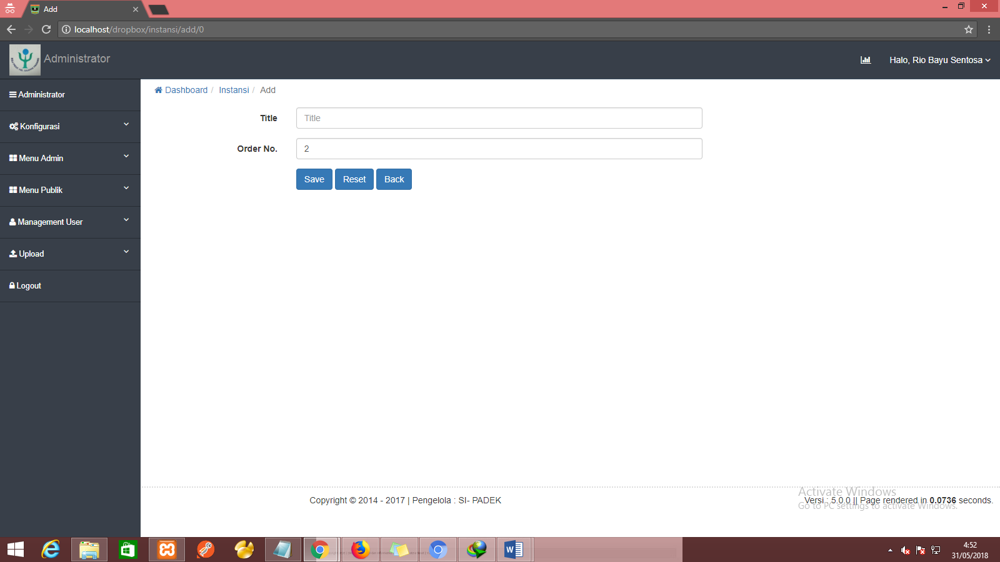 Add
localhost/dropbox/instansi/add/0
Administrator
Halo, Rio Bayu Sentosa
Administrator
Konfigurasi
Menu Admin
Menu Publik
Management User
Upload
Logout
Dashboard / Instansi / Add
Title
Title
Order No.
2
Save Reset Back
Copyright © 2014 - 2017 | Pengelola : SI- PADEK
Activate Windows
Versi : 5.0.0 || Page rendered in 0.0736 seconds.
Go to PC settings to activate Windows.
4:52
31/05/2018